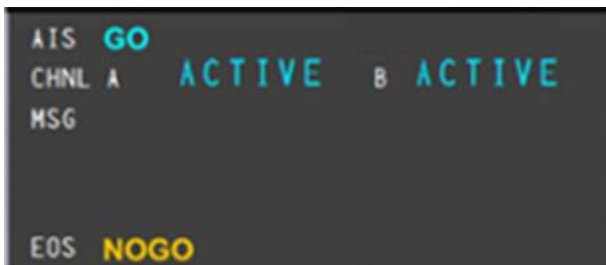 AIS GO
CHNL A ACTIVE B ACTIVE
MSG
EOS NOGO